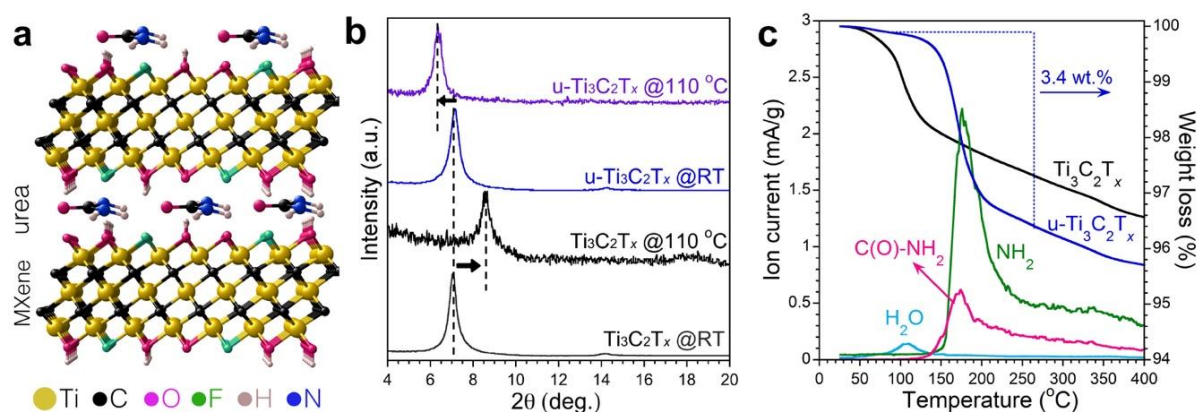 a
urea
MXene
Ti C O F H N
b
Intensity (a.u.)
u-Ti₃C₂Tₓ @110 °C
u-Ti₃C₂Tₓ @RT
Ti₃C₂Tₓ @110 °C
Ti₃C₂Tₓ @RT
4 6 8 10 12 14 16 18 20
2θ (deg.)
c
Ion current (mA/g)
3
2.5
2
1.5
1
0.5
0
3.4 wt.%
Ti₃C₂Tₓ
u-Ti₃C₂Tₓ
C(O)-NH₂
NH₂
H₂O
100
99
98
97
96
95
94
Weight loss (%)
0 50 100 150 200 250 300 350 400
Temperature (°C)